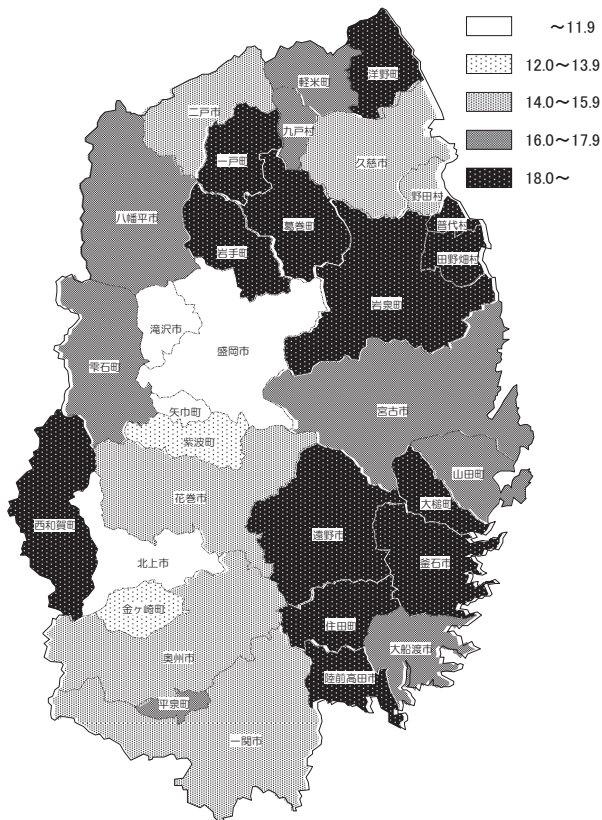 ～11.9
12.0～13.9
14.0～15.9
16.0～17.9
18.0～
洋野町
軽米町
二戸市
九戸村
一戸町
久慈市
野田村
八幡平市
葛巻町
普代村
岩手町
田野畑村
岩泉町
滝沢市
盛岡市
雫石町
矢巾町
宮古市
紫波町
山田町
花巻市
大槌町
西和賀町
遠野市
北上市
釜石市
金ヶ崎町
住田町
大船渡市
奥州市
陸前高田市
平泉町
一関市